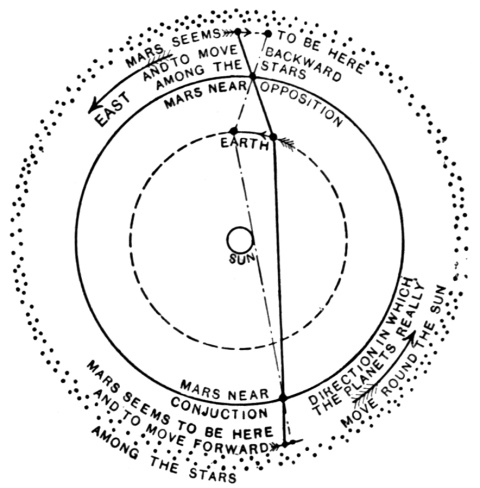 MARS SEEMS TO BE HERE
AND TO MOVE BACKWARD
AMONG THE STARS
EAST
MARS NEAR OPPOSITION
EARTH
SUN
MARS NEAR
CONJUCTION
MARS SEEMS TO BE HERE
AND TO MOVE FORWARD
AMONG THE STARS
DIRECTION IN WHICH
THE PLANETS REALLY
MOVE ROUND THE SUN